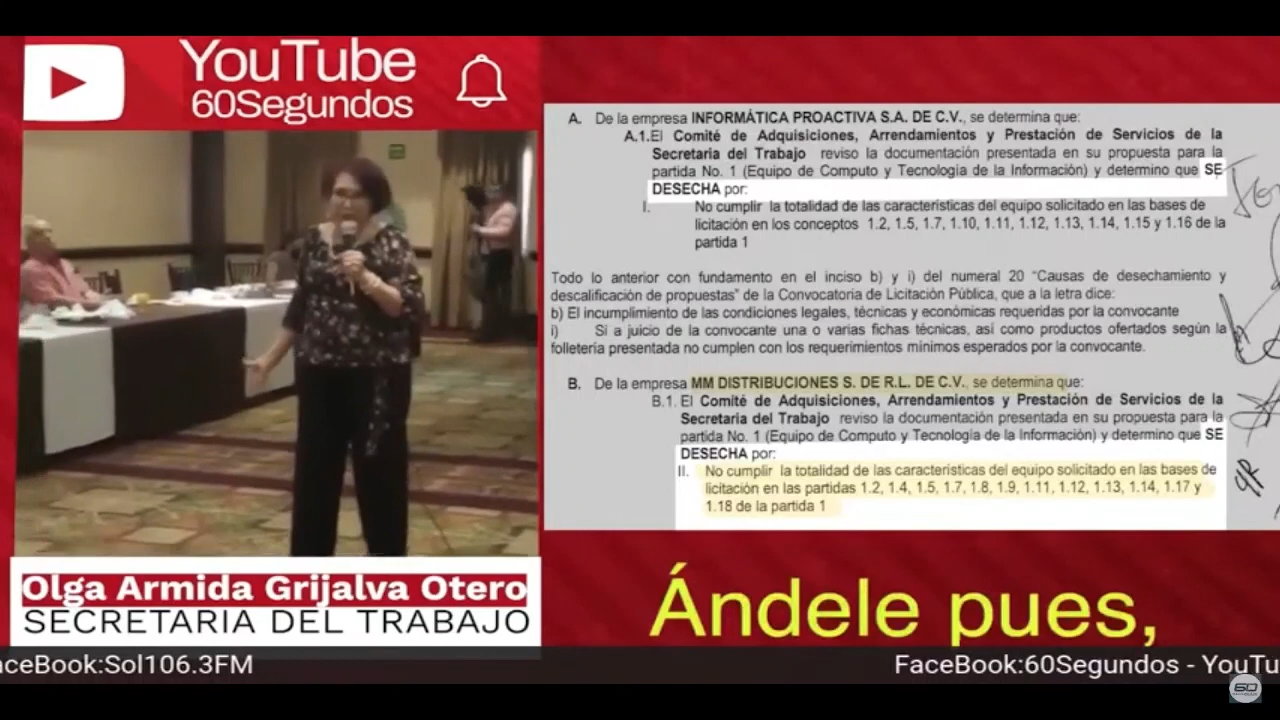 YouTube
60Segundos
A. De la empresa INFORMÁTICA PROACTIVA S.A. DE C.V., se determina que:
A.1.El Comité de Adquisiciones, Arrendamientos y Prestación de Servicios de la
Secretaria del Trabajo reviso la documentación presentada en su propuesta para la
partida No. 1 (Equipo de Computo y Tecnología de la Información) y determino que SE
DESECHA por:
I. No cumplir la totalidad de las características del equipo solicitado en las bases de
licitación en los conceptos 1.2, 1.5, 1.7, 1.10, 1.11, 1.12, 1.13, 1.14, 1.15 y 1.16 de la
partida 1
Todo lo anterior con fundamento en el inciso b) y i) del numeral 20 "Causas de desechamiento y
descalificación de propuestas" de la Convocatoria de Licitación Pública, que a la letra dice:
b) El incumplimiento de las condiciones legales, técnicas y económicas requeridas por la convocante
i) Si a juicio de la convocante una o varias fichas técnicas, así como productos ofertados según la
folletería presentada no cumplen con los requerimientos mínimos esperados por la convocante.
B. De la empresa MM DISTRIBUCIONES S. DE R.L. DE C.V., se determina que:
B.1. El Comité de Adquisiciones, Arrendamientos y Prestación de Servicios de la
Secretaria del Trabajo reviso la documentación presentada en su propuesta para la
partida No. 1 (Equipo de Computo y Tecnología de la Información) y determino que SE
DESECHA por:
II. No cumplir la totalidad de las características del equipo solicitado en las bases de
licitación en las partidas 1.2, 1.4, 1.5, 1.7, 1.8, 1.9, 1.11, 1.12, 1.13, 1.14, 1.17 y
1.18 de la partida 1
Olga Armida Grijalva Otero
SECRETARIA DEL TRABAJO
Ándele pues,
aceBook:Sol106.3FM
FaceBook:60Segundos - YouTu
60